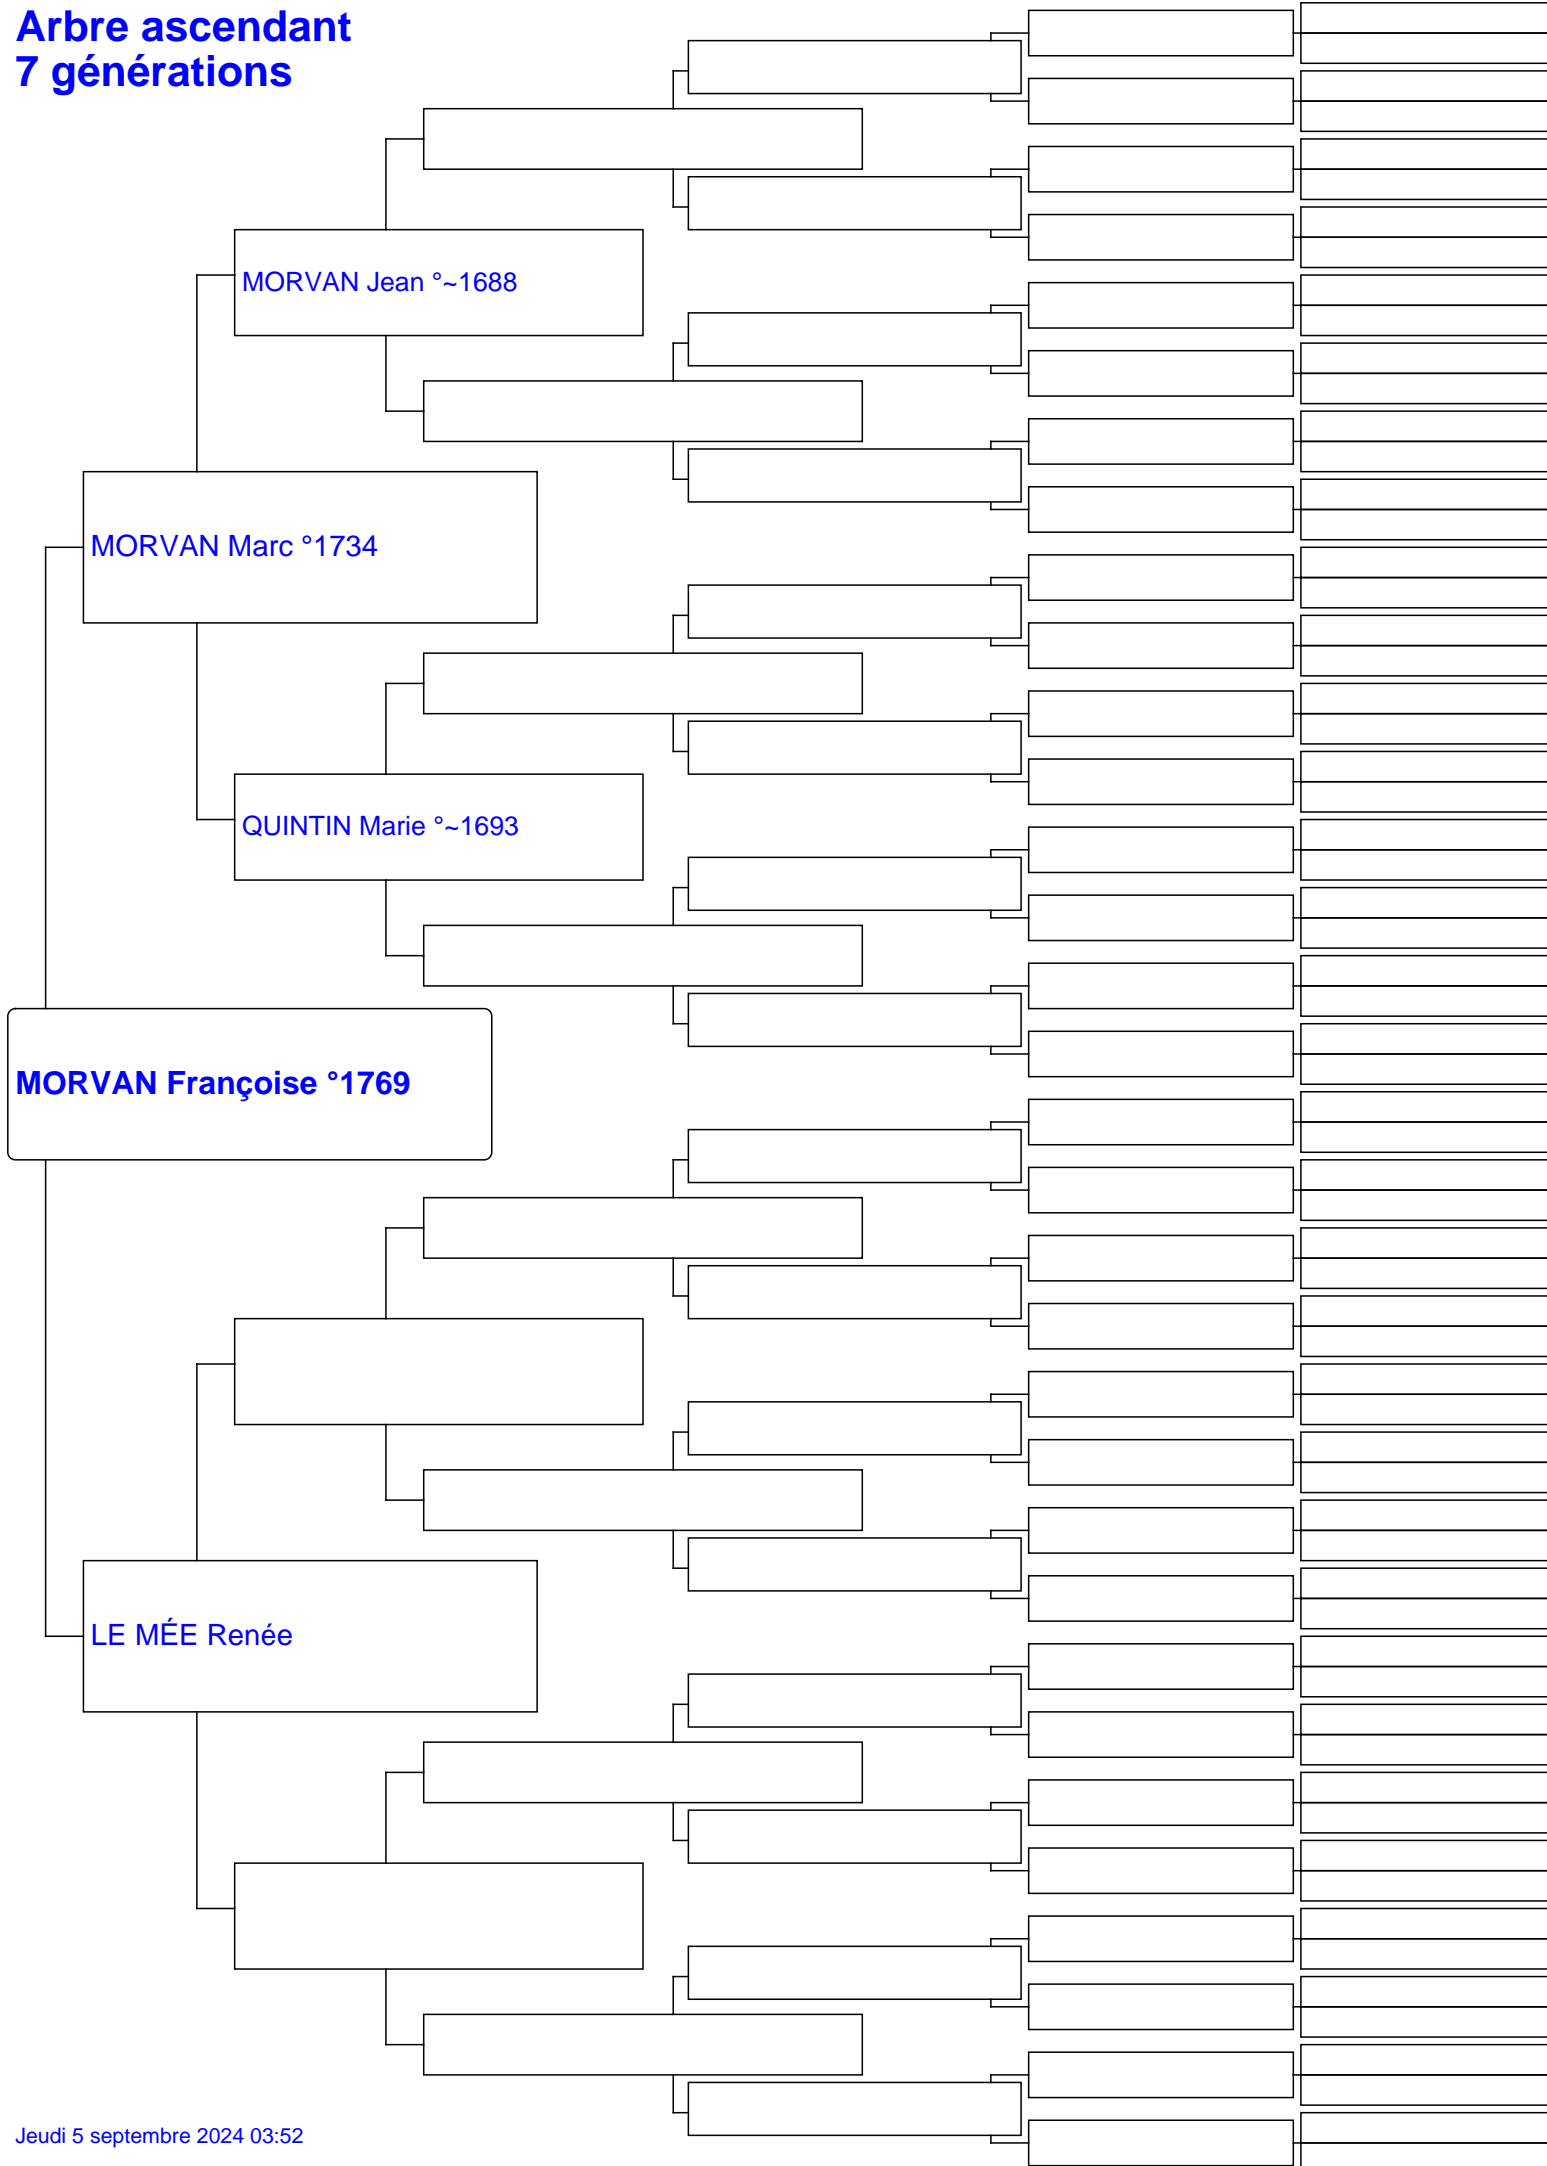 Arbre ascendant
7 générations
MORVAN Jean °~1688
MORVAN Marc °1734
QUINTIN Marie °~1693
MORVAN Françoise °1769
LE MÉE Renée
Jeudi 5 septembre 2024 03:52